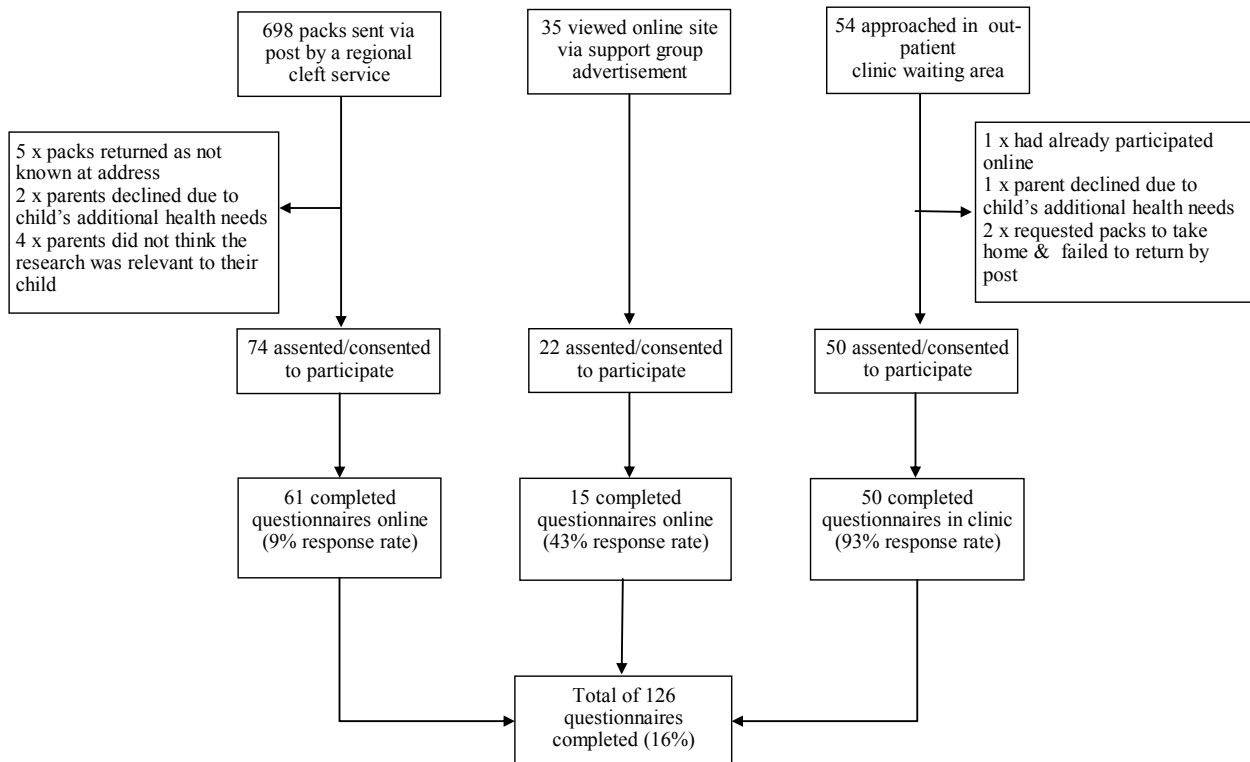 698 packs sent via
post by a regional
cleft service
35 viewed online site
via support group
advertisement
54 approached in out-
patient
clinic waiting area
5 x packs returned as not
known at address
2 x parents declined due to
child’s additional health needs
4 x parents did not think the
research was relevant to their
child
1 x had already participated
online
1 x parent declined due to
child’s additional health needs
2 x requested packs to take
home & failed to return by
post
74 assented/consented
to participate
22 assented/consented
to participate
50 assented/consented
to participate
61 completed
questionnaires online
(9% response rate)
15 completed
questionnaires online
(43% response rate)
50 completed
questionnaires in clinic
(93% response rate)
Total of 126
questionnaires
completed (16%)